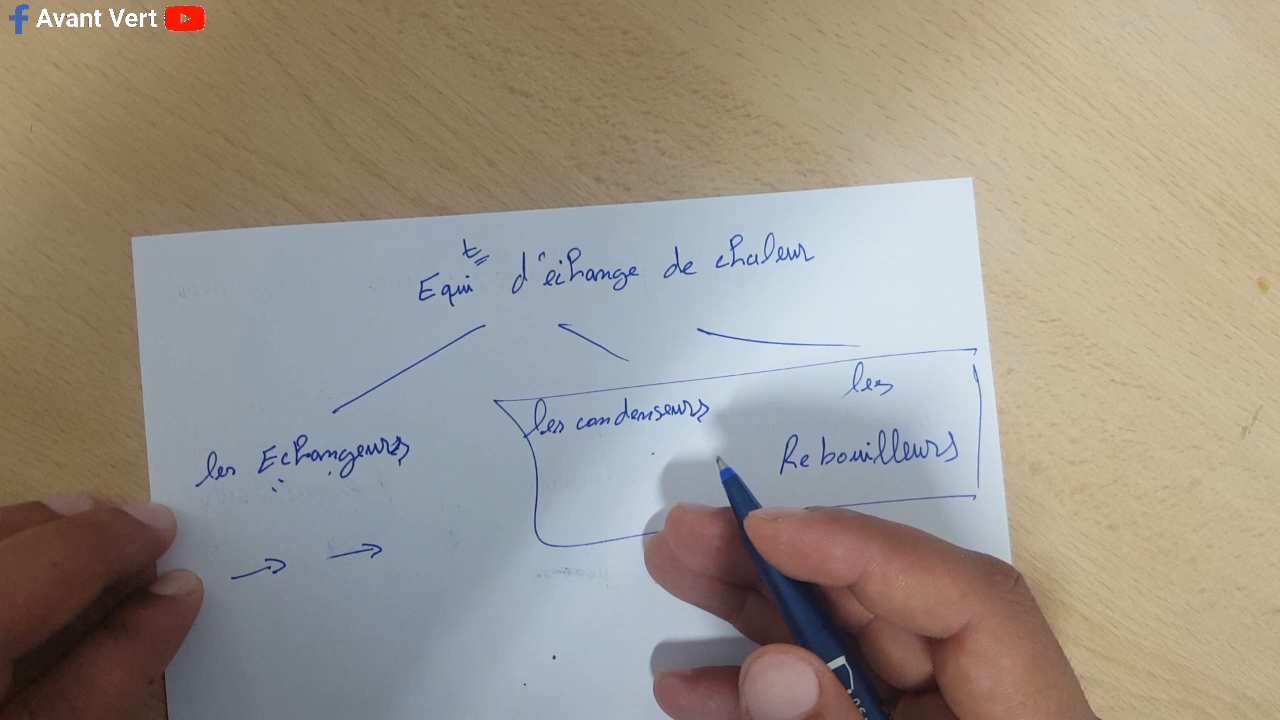 Avant Vert
Equi^t d'échange de chaleur
les Echangeurs
les condenseurs
les
Rebouilleurs